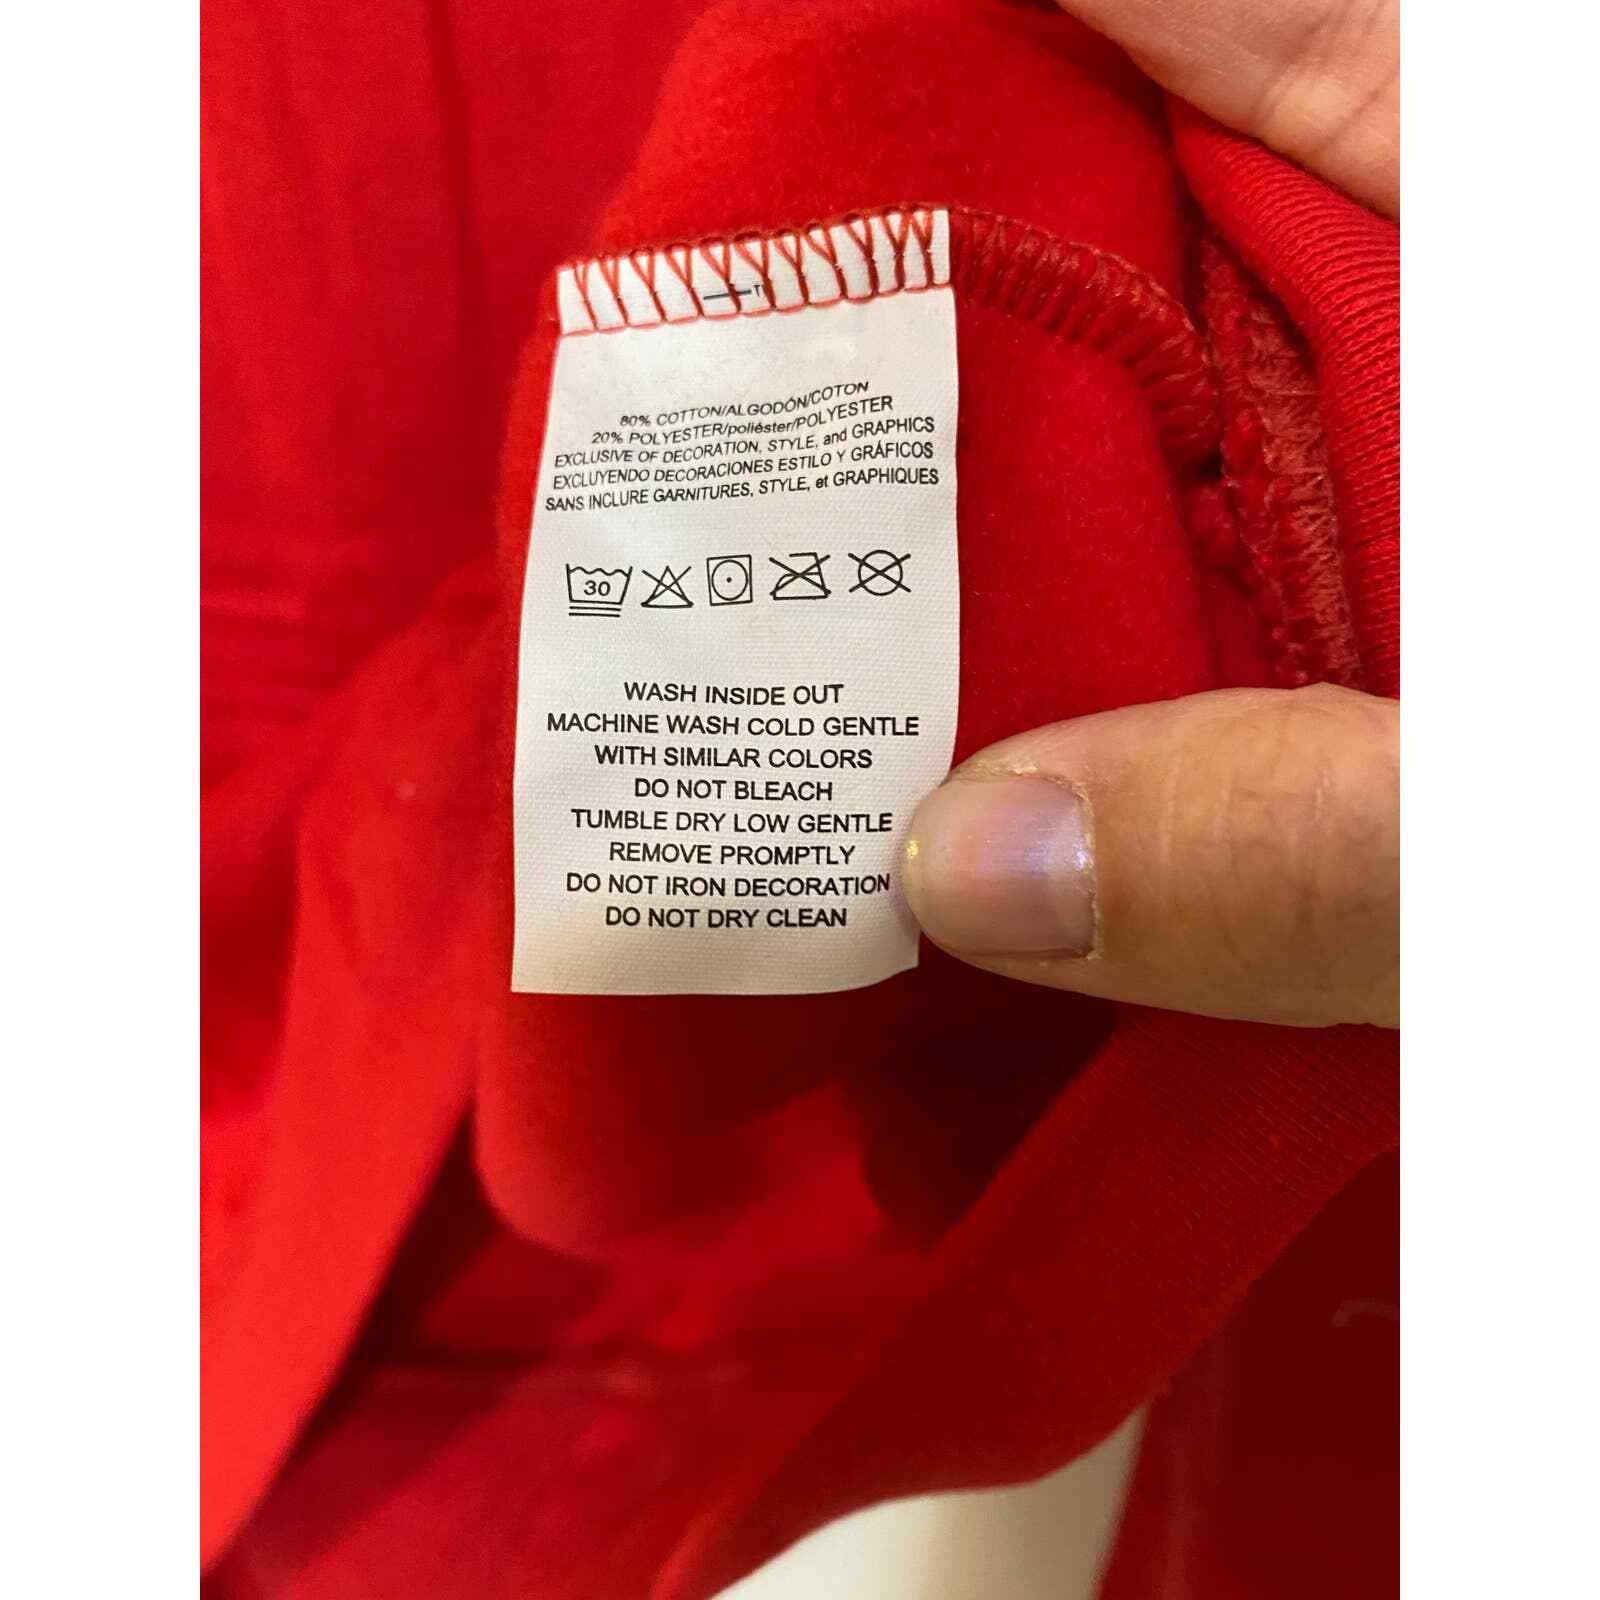 80% COTTON/ALGODÓN/COTON
20% POLYESTER/poliéster/POLYESTER
EXCLUSIVE OF DECORATION, STYLE, and GRAPHICS
EXCLUYENDO DECORACIONES ESTILO Y GRÁFICOS
SANS INCLURE GARNITURES, STYLE, et GRAPHIQUES
30
WASH INSIDE OUT
MACHINE WASH COLD GENTLE
WITH SIMILAR COLORS
DO NOT BLEACH
TUMBLE DRY LOW GENTLE
REMOVE PROMPTLY
DO NOT IRON DECORATION
DO NOT DRY CLEAN